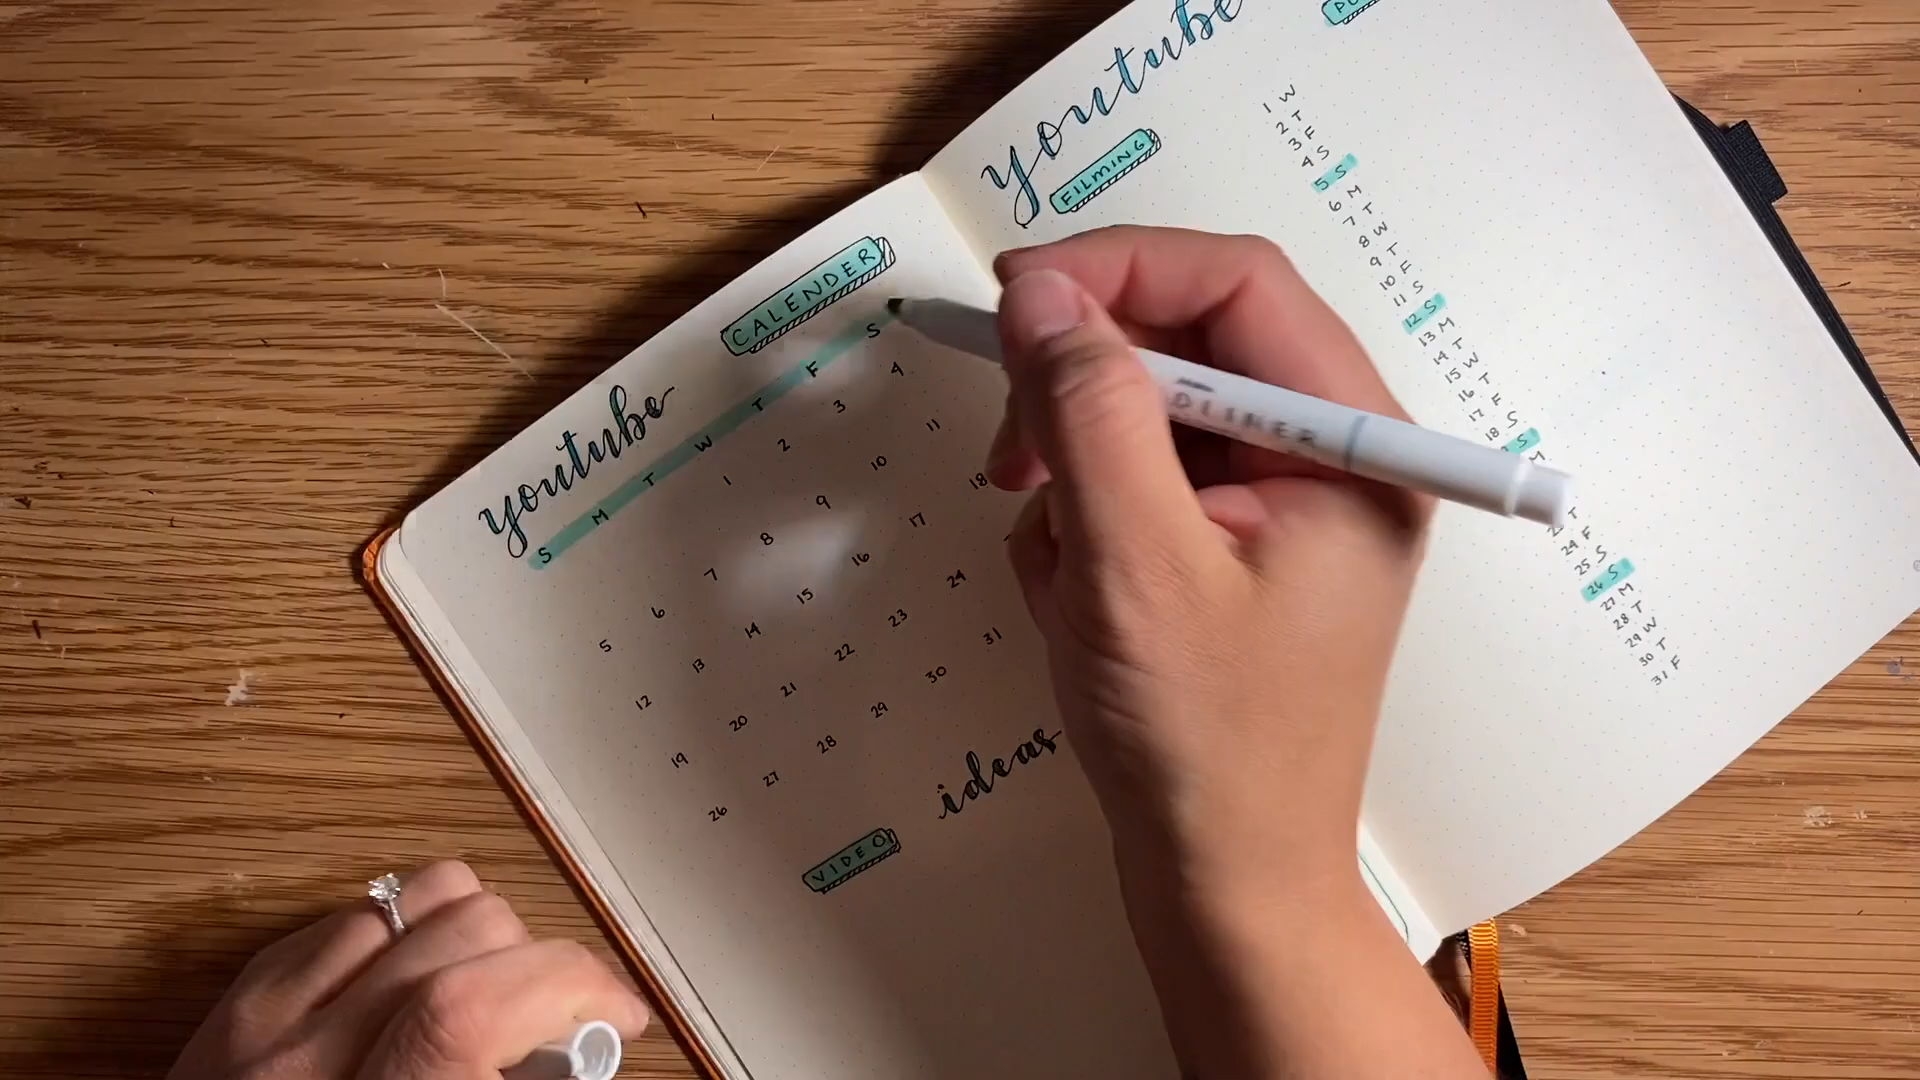 youtube
CALENDER
S M T W T F S
1 2 3 4
5 6 7 8 9 10 11
12 13 14 15 16 17 18
19 20 21 22 23 24
26 27 28 29 30 31
ideas
VIDEO
youtube
FILMING
1 W
2 T
3 F
4 S
5 S
6 M
7 T
8 W
9 T
10 F
11 S
12 S
13 M
14 T
15 W
16 T
17 F
18 S
S
M
T
24 F
25 S
26 S
27 M
28 T
29 W
30 T
31 F